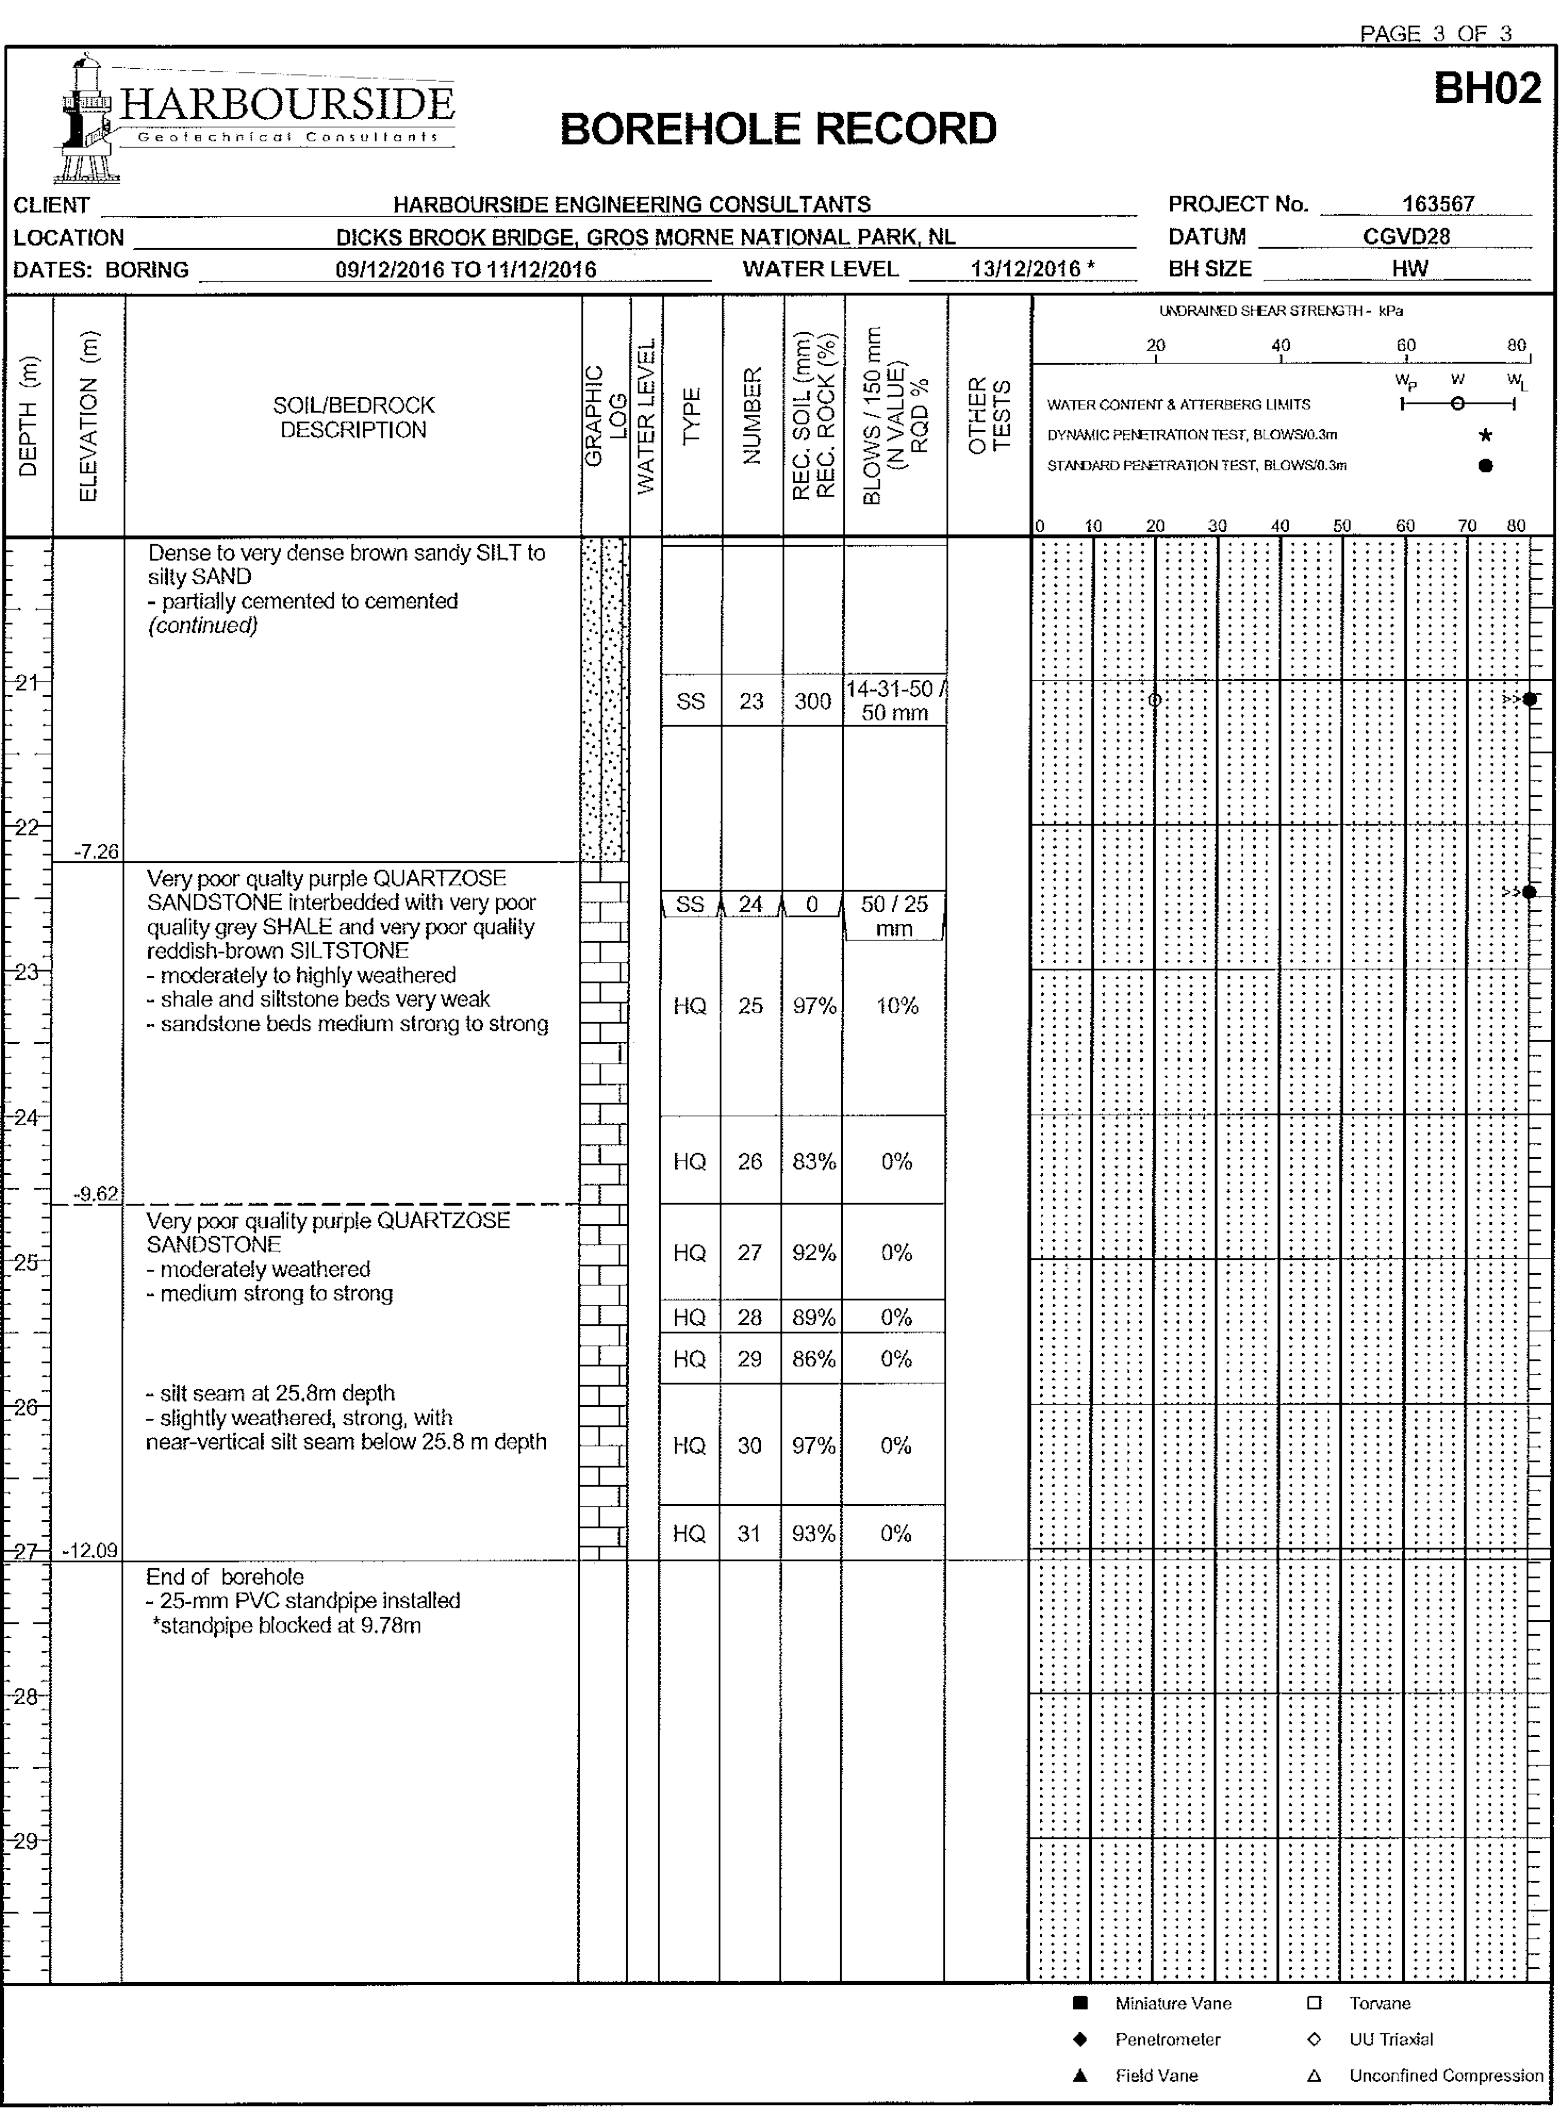 PAGE 3 OF 3
BH02
HARBOURSIDE
Geotechnical Consultants
BOREHOLE RECORD
CLIENT HARBOURSIDE ENGINEERING CONSULTANTS PROJECT No. 163567
LOCATION DICKS BROOK BRIDGE, GROS MORNE NATIONAL PARK, NL DATUM CGVD28
DATES: BORING 09/12/2016 TO 11/12/2016 WATER LEVEL 13/12/2016 * BH SIZE HW
DEPTH (m)
ELEVATION (m)
SOIL/BEDROCK
DESCRIPTION
GRAPHIC
LOG
WATER LEVEL
TYPE
NUMBER
REC. SOIL (mm)
REC. ROCK (%)
BLOWS / 150 mm
(N VALUE)
RQD %
OTHER
TESTS
UNDRAINED SHEAR STRENGTH - kPa
20 40 60 80
WP W WL
WATER CONTENT & ATTERBERG LIMITS
DYNAMIC PENETRATION TEST, BLOWS/0.3m ★
STANDARD PENETRATION TEST, BLOWS/0.3m ●
0 10 20 30 40 50 60 70 80
Dense to very dense brown sandy SILT to
silty SAND
- partially cemented to cemented
(continued)
21
SS 23 300 14-31-50 /
50 mm
>>
22
-7.26
Very poor qualty purple QUARTZOSE
SANDSTONE interbedded with very poor
quality grey SHALE and very poor quality
reddish-brown SILTSTONE
- moderately to highly weathered
- shale and siltstone beds very weak
- sandstone beds medium strong to strong
SS 24 0 50 / 25
mm
>>
23
HQ 25 97% 10%
24
HQ 26 83% 0%
-9.62
Very poor quality purple QUARTZOSE
SANDSTONE
- moderately weathered
- medium strong to strong
25
HQ 27 92% 0%
HQ 28 89% 0%
HQ 29 86% 0%
- silt seam at 25.8m depth
- slightly weathered, strong, with
near-vertical silt seam below 25.8 m depth
26
HQ 30 97% 0%
HQ 31 93% 0%
27 -12.09
End of borehole
- 25-mm PVC standpipe installed
*standpipe blocked at 9.78m
28
29
■ Miniature Vane □ Torvane
◆ Penetrometer ◇ UU Triaxial
▲ Field Vane △ Unconfined Compression